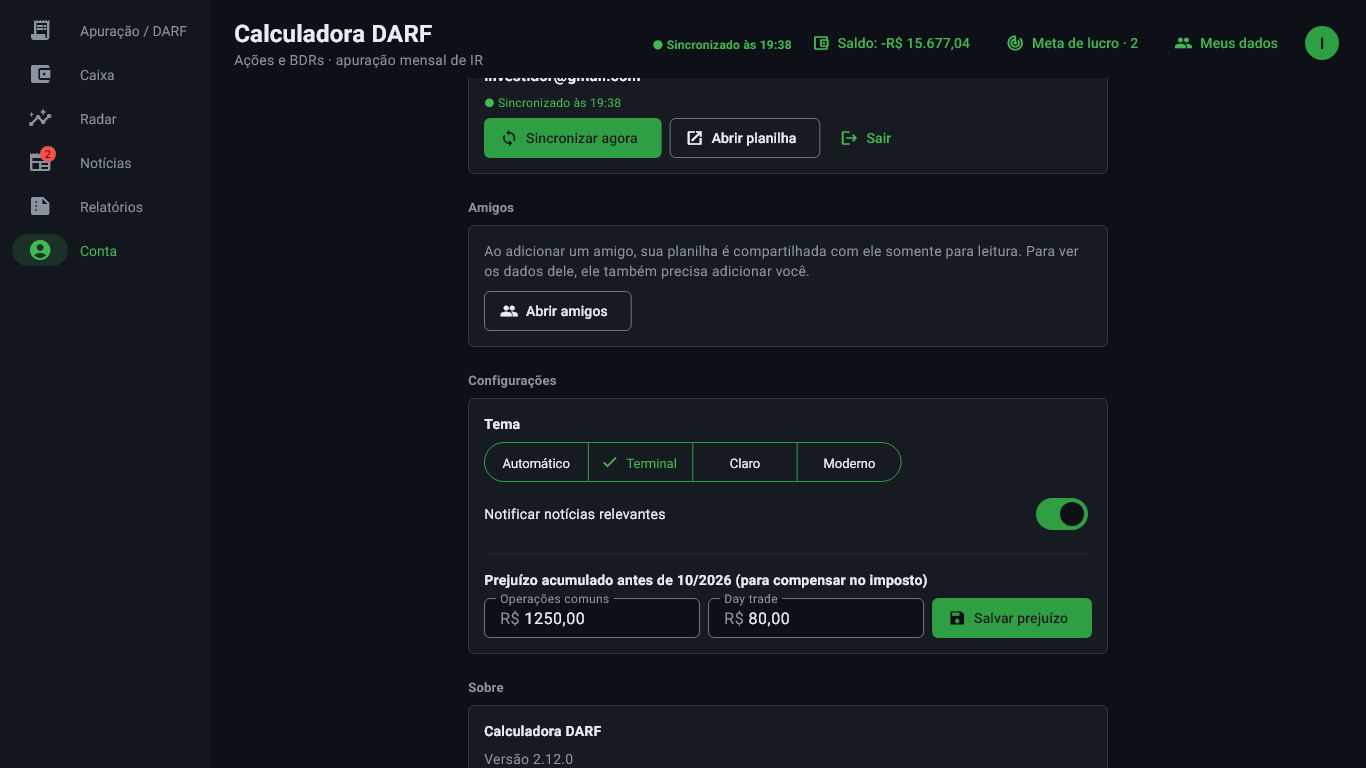 Apuração / DARF
Caixa
Radar
2
Notícias
Relatórios
Conta
Calculadora DARF
Ações e BDRs · apuração mensal de IR
Sincronizado às 19:38
Saldo: -R$ 15.677,04
Meta de lucro · 2
Meus dados
I
investidor@gmail.com
Sincronizado às 19:38
Sincronizar agora
Abrir planilha
Sair
Amigos
Ao adicionar um amigo, sua planilha é compartilhada com ele somente para leitura. Para ver
os dados dele, ele também precisa adicionar você.
Abrir amigos
Configurações
Tema
Automático
Terminal
Claro
Moderno
Notificar notícias relevantes
Prejuízo acumulado antes de 10/2026 (para compensar no imposto)
Operações comuns
R$ 1250,00
Day trade
R$ 80,00
Salvar prejuízo
Sobre
Calculadora DARF
Versão 2.12.0